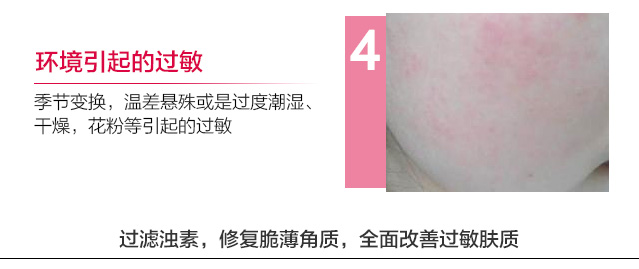 环境引起的过敏
4
季节变换，温差悬殊或是过度潮湿、
干燥，花粉等引起的过敏
过滤浊素，修复脆薄角质，全面改善过敏肤质